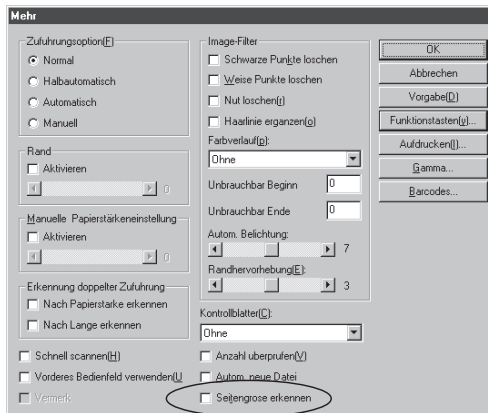 Mehr
Zufuhrungsoption(F)
Normal
Halbautomatisch
Automatisch
Manuell
Rand
Aktivieren
0
Manuelle Papierstärkeneinstellung
Aktivieren
0
Erkennung doppelter Zufuhrung
Nach Papierstarke erkennen
Nach Lange erkennen
Schnell scannen(H)
Vorderes Bedienfeld verwenden(U
Vermerk
Image-Filter
Schwarze Punkte loschen
Weise Punkte loschen
Nut loschen(r)
Haarlinie erganzen(o)
Farbverlauf(p):
Ohne
Unbrauchbar Beginn 0
Unbrauchbar Ende 0
Autom. Belichtung:
7
Randhervorhebung(E):
3
Kontrollblatter(C):
Ohne
Anzahl uberprufen(V)
Autom. neue Datei
Seitengrose erkennen
OK
Abbrechen
Vorgabe(D)
Funktionstasten(y)...
Aufdrucken(I)...
Gamma...
Barcodes...